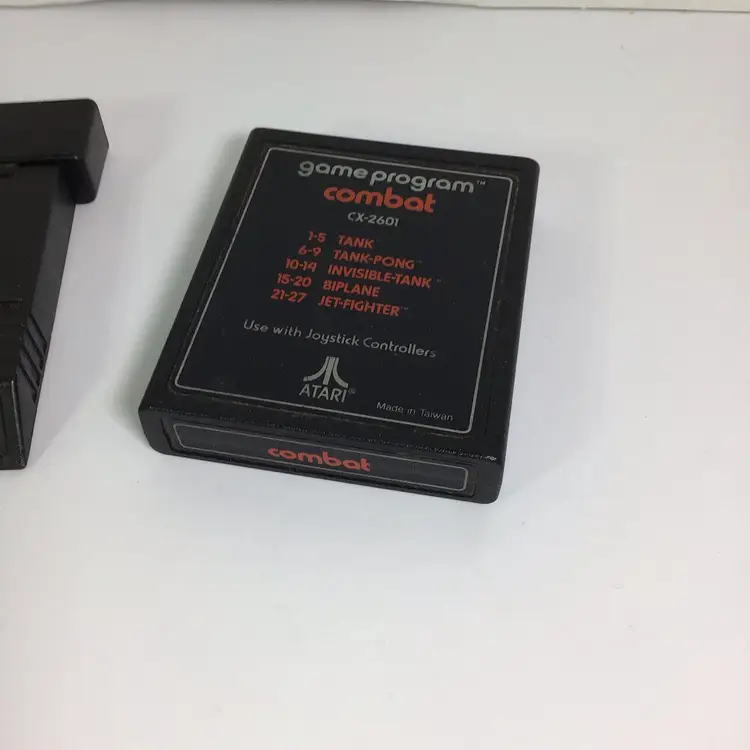 game program™
combat
CX-2601
1-5 TANK™
6-9 TANK-PONG™
10-14 INVISIBLE-TANK™
15-20 BIPLANE
21-27 JET-FIGHTER™
Use with Joystick Controllers
ATARI®
Made in Taiwan
combat